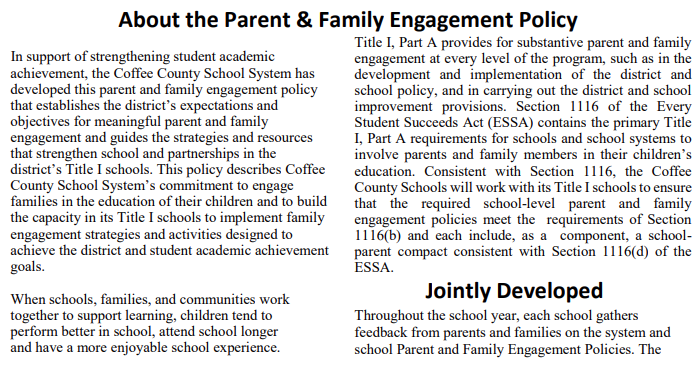 About the Parent & Family Engagement Policy
In support of strengthening student academic
achievement, the Coffee County School System has
developed this parent and family engagement policy
that establishes the district's expectations and
objectives for meaningful parent and family
engagement and guides the strategies and resources
that strengthen school and partnerships in the
district's Title I schools. This policy describes Coffee
County School System's commitment to engage
families in the education of their children and to build
the capacity in its Title I schools to implement family
engagement strategies and activities designed to
achieve the district and student academic achievement
goals.
When schools, families, and communities work
together to support learning, children tend to
perform better in school, attend school longer
and have a more enjoyable school experience.
Title I, Part A provides for substantive parent and family
engagement at every level of the program, such as in the
development and implementation of the district and
school policy, and in carrying out the district and school
improvement provisions. Section 1116 of the Every
Student Succeeds Act (ESSA) contains the primary Title
I, Part A requirements for schools and school systems to
involve parents and family members in their children's
education. Consistent with Section 1116, the Coffee
County Schools will work with its Title I schools to ensure
that the required school-level parent and family
engagement policies meet the requirements of Section
1116(b) and each include, as a component, a school-
parent compact consistent with Section 1116(d) of the
ESSA.
Jointly Developed
Throughout the school year, each school gathers
feedback from parents and families on the system and
school Parent and Family Engagement Policies. The